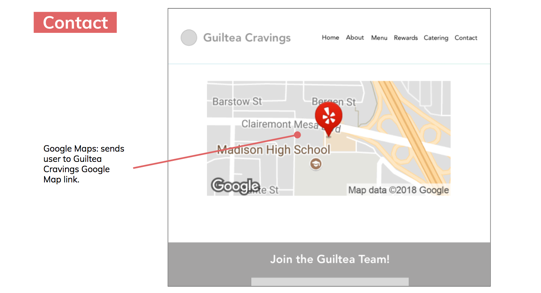 Contact
Guiltea Cravings
Home About Menu Rewards Catering Contact
Barstow St
Bergen St
Clairemont Mesa Blvd
Google Maps: sends
user to Guiltea
Cravings Google
Map link.
Madison High School
Google
St
Map data ©2018 Google
Join the Guiltea Team!